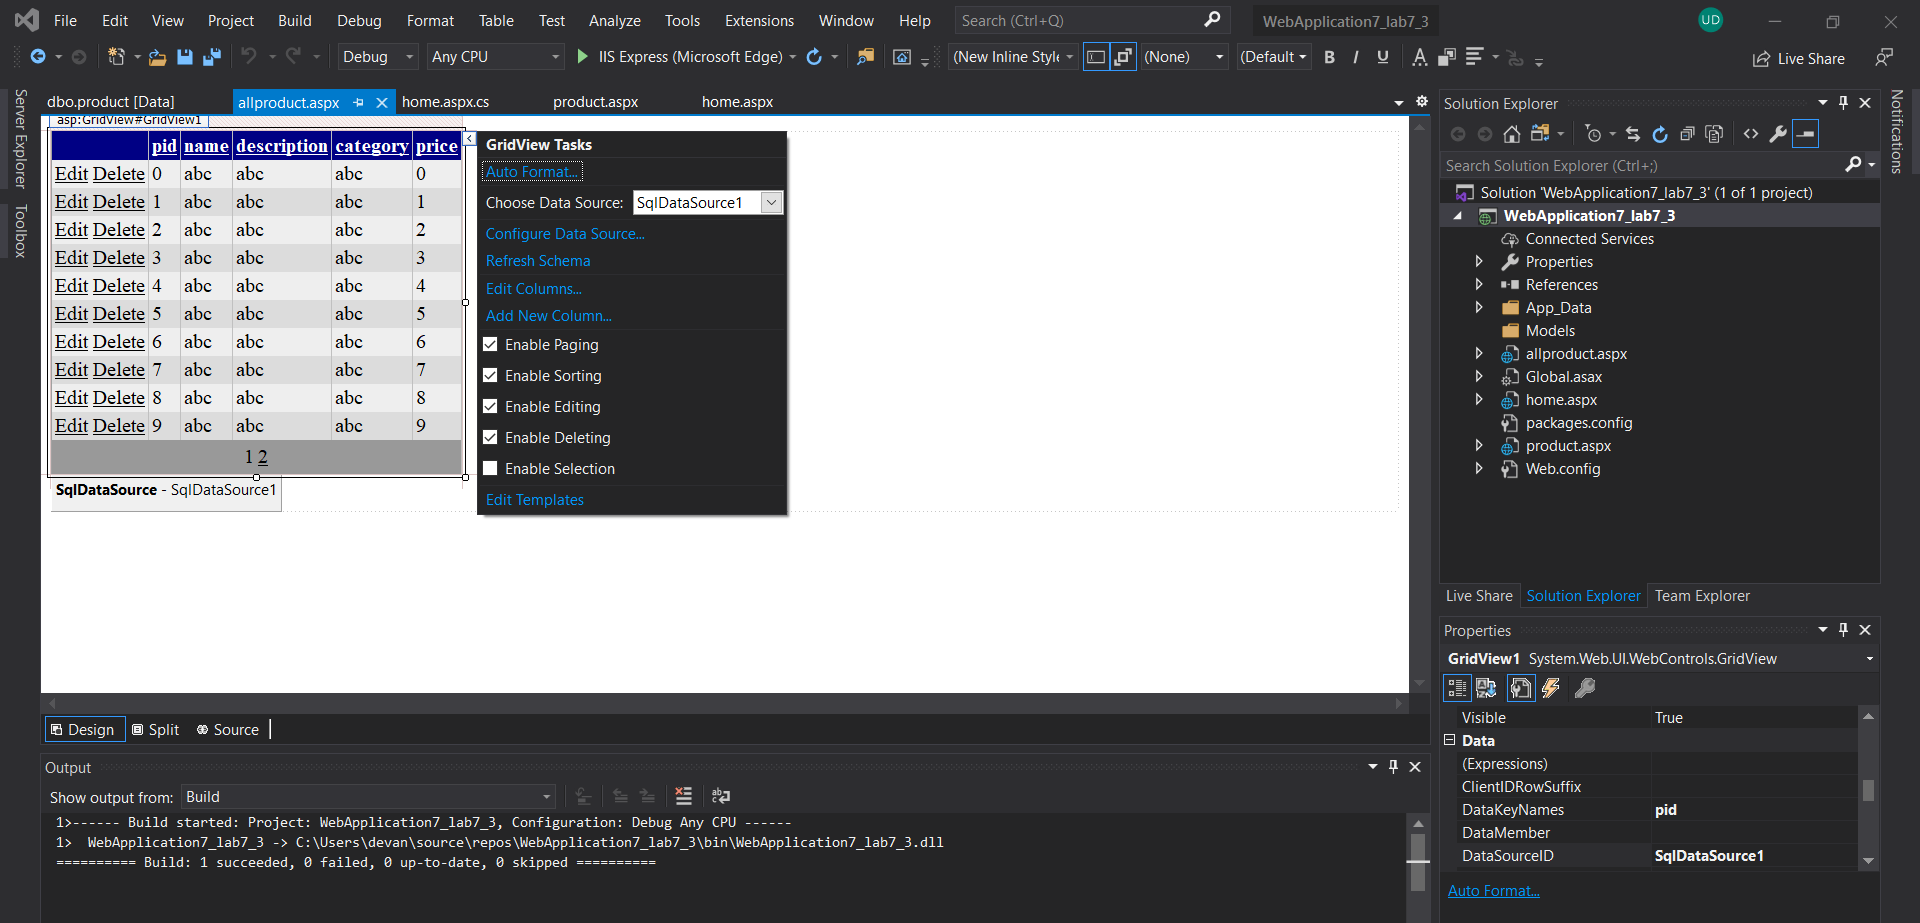 File Edit View Project Build Debug Format Table Test Analyze Tools Extensions Window Help Search (Ctrl+Q) WebApplication7_lab7_3 UD
Debug Any CPU IIS Express (Microsoft Edge) (New Inline Style (None) (Default B I U A Live Share
Server Explorer
Toolbox
dbo.product [Data] allproduct.aspx home.aspx.cs product.aspx home.aspx
asp:GridView#GridView1
pid name description category price
Edit Delete 0 abc abc abc 0
Edit Delete 1 abc abc abc 1
Edit Delete 2 abc abc abc 2
Edit Delete 3 abc abc abc 3
Edit Delete 4 abc abc abc 4
Edit Delete 5 abc abc abc 5
Edit Delete 6 abc abc abc 6
Edit Delete 7 abc abc abc 7
Edit Delete 8 abc abc abc 8
Edit Delete 9 abc abc abc 9
1 2
SqlDataSource - SqlDataSource1
GridView Tasks
Auto Format...
Choose Data Source: SqlDataSource1
Configure Data Source...
Refresh Schema
Edit Columns...
Add New Column...
Enable Paging
Enable Sorting
Enable Editing
Enable Deleting
Enable Selection
Edit Templates
Design Split Source
Output
Show output from: Build
1>------ Build started: Project: WebApplication7_lab7_3, Configuration: Debug Any CPU ------
1> WebApplication7_lab7_3 -> C:\Users\devan\source\repos\WebApplication7_lab7_3\bin\WebApplication7_lab7_3.dll
========== Build: 1 succeeded, 0 failed, 0 up-to-date, 0 skipped ==========
Solution Explorer
Search Solution Explorer (Ctrl+;)
Solution 'WebApplication7_lab7_3' (1 of 1 project)
WebApplication7_lab7_3
Connected Services
Properties
References
App_Data
Models
allproduct.aspx
Global.asax
home.aspx
packages.config
product.aspx
Web.config
Live Share Solution Explorer Team Explorer
Properties
GridView1 System.Web.UI.WebControls.GridView
Visible True
Data
(Expressions)
ClientIDRowSuffix
DataKeyNames pid
DataMember
DataSourceID SqlDataSource1
Auto Format...
Notifications